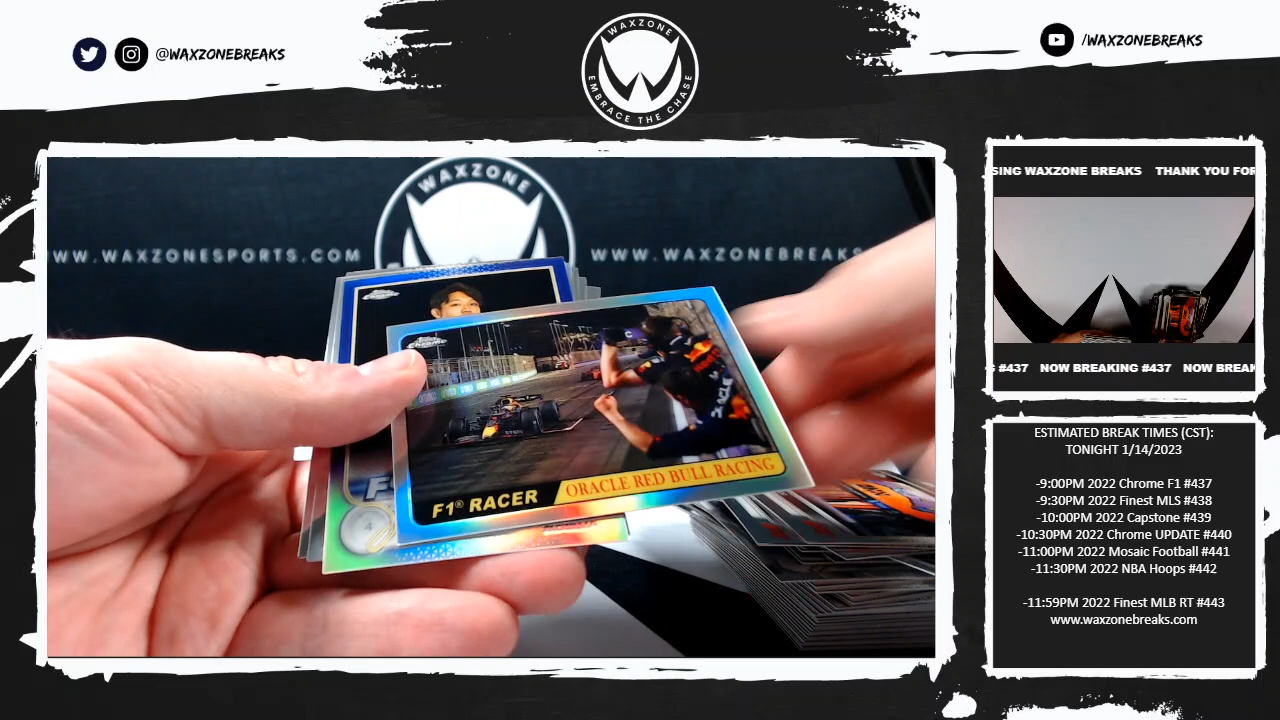 @WAXZONEBREAKS
WAXZONE
EMBRACE THE CHASE
/WAXZONEBREAKS
SING WAXZONE BREAKS THANK YOU FOR
WAXZONE
WWW.WAXZONESPORTS.COM
WWW.WAXZONEBREAKS
TOPPS CHROME
F1® RACER
ORACLE RED BULL RACING
ORACLE
4
G #437 NOW BREAKING #437 NOW BREAK
ESTIMATED BREAK TIMES (CST):
TONIGHT 1/14/2023
-9:00PM 2022 Chrome F1 #437
-9:30PM 2022 Finest MLS #438
-10:00PM 2022 Capstone #439
-10:30PM 2022 Chrome UPDATE #440
-11:00PM 2022 Mosaic Football #441
-11:30PM 2022 NBA Hoops #442
-11:59PM 2022 Finest MLB RT #443
www.waxzonebreaks.com